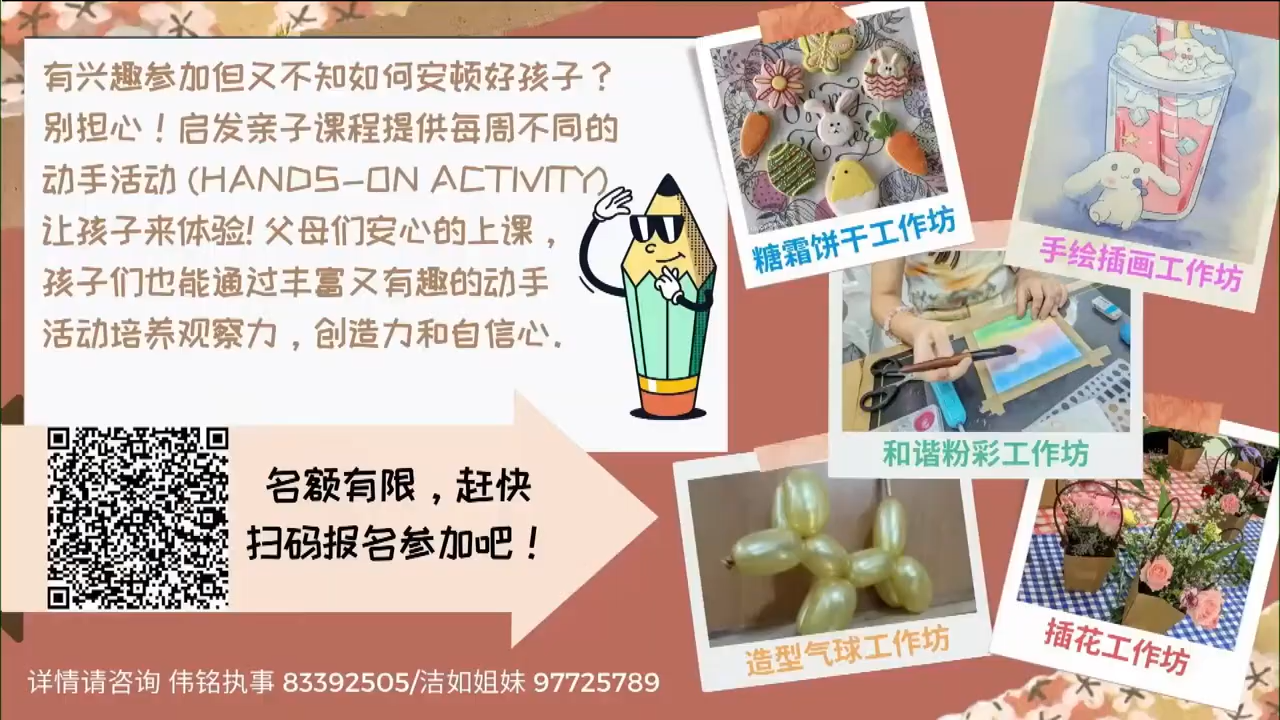 有兴趣参加但又不知如何安顿好孩子？
别担心！启发亲子课程提供每周不同的
动手活动 (HANDS-ON ACTIVITY)
让孩子来体验! 父母们安心的上课，
孩子们也能通过丰富又有趣的动手
活动培养观察力，创造力和自信心.
名额有限，赶快
扫码报名参加吧！
详情请咨询 伟铭执事 83392505/洁如姐妹 97725789
糖霜饼干工作坊
手绘插画工作坊
和谐粉彩工作坊
造型气球工作坊
插花工作坊